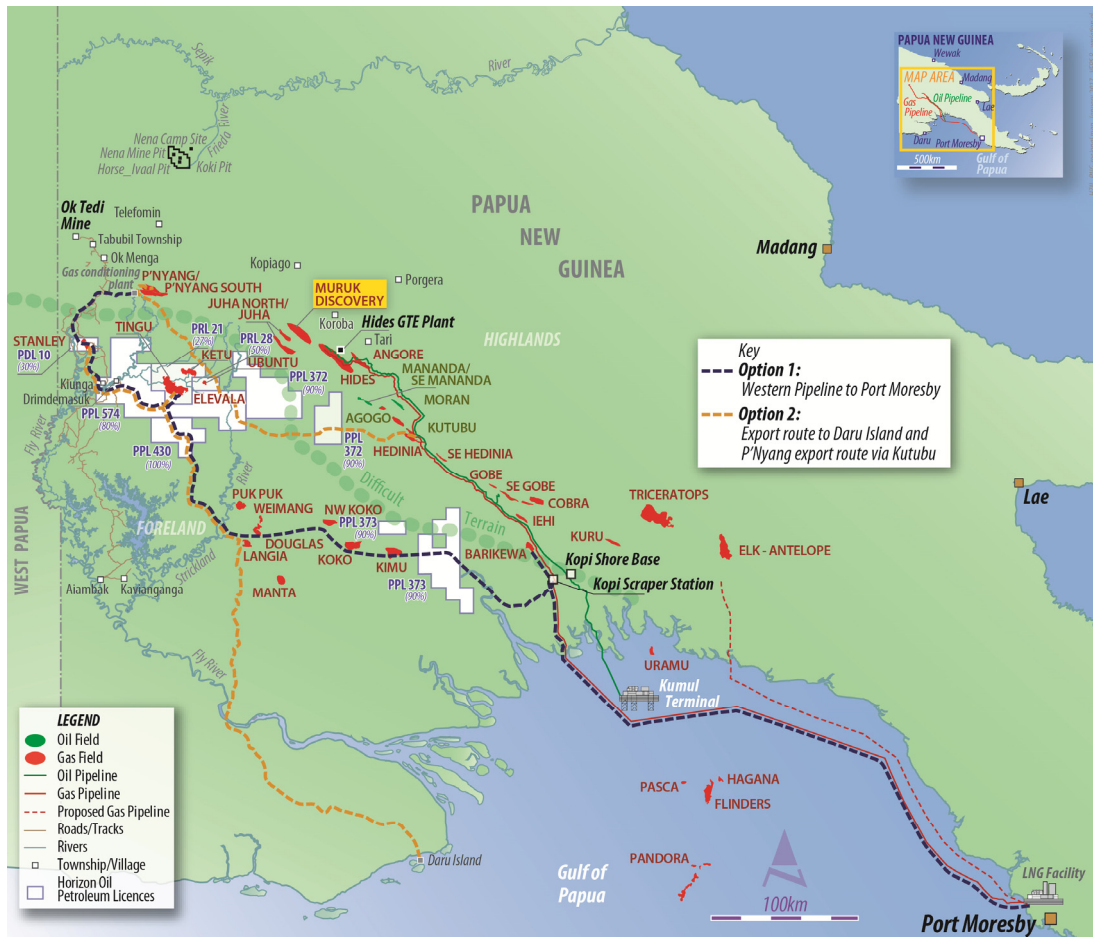 PAPUA NEW GUINEA
Wewak
MAP AREA
Madang
Oil Pipeline
Gas
Pipeline
Lae
Daru
Port Moresby
500km
Gulf of
Papua
Sepik
River
Frieda River
Nena Camp Site
Nena Mine Pit
Horse_Ivaal Pit
Koki Pit
Ok Tedi
Mine
Telefomin
Tabubil Township
Ok Menga
Gas conditioning
plant
P'NYANG/
P'NYANG SOUTH
PAPUA
NEW
GUINEA
Madang
Kopiago
Porgera
MURUK
DISCOVERY
JUHA NORTH/
JUHA
Koroba
Hides GTE Plant
Tari
HIGHLANDS
STANLEY
PDL 10
(30%)
TINGU
PRL 21
(27%)
KETU
PRL 28
(50%)
UBUNTU
ELEVALA
PPL 372
(90%)
HIDES
ANGORE
MANANDA/
SE MANANDA
MORAN
AGOGO
KUTUBU
HEDINIA
SE HEDINIA
Kiunga
Drimdemasuk
PPL 574
(80%)
PPL 430
(100%)
PPL
372
(90%)
Fly River
River
Difficult
Terrain
GOBE
SE GOBE
COBRA
IEHI
TRICERATOPS
KURU
ELK - ANTELOPE
Lae
Key
Option 1:
Western Pipeline to Port Moresby
Option 2:
Export route to Daru Island and
P'Nyang export route via Kutubu
WEST PAPUA
FORELAND
PUK PUK
WEIMANG
NW KOKO
PPL 373
(90%)
DOUGLAS
LANGIA
KOKO
KIMU
PPL 373
(90%)
BARIKEWA
Kopi Shore Base
Kopi Scraper Station
Strickland
Aiambak
Kavianganga
MANTA
Fly River
URAMU
Kumul
Terminal
PASCA
HAGANA
FLINDERS
PANDORA
Gulf of
Papua
100km
Daru Island
LNG Facility
Port Moresby
LEGEND
Oil Field
Gas Field
Oil Pipeline
Gas Pipeline
Proposed Gas Pipeline
Roads/Tracks
Rivers
Township/Village
Horizon Oil
Petroleum Licences